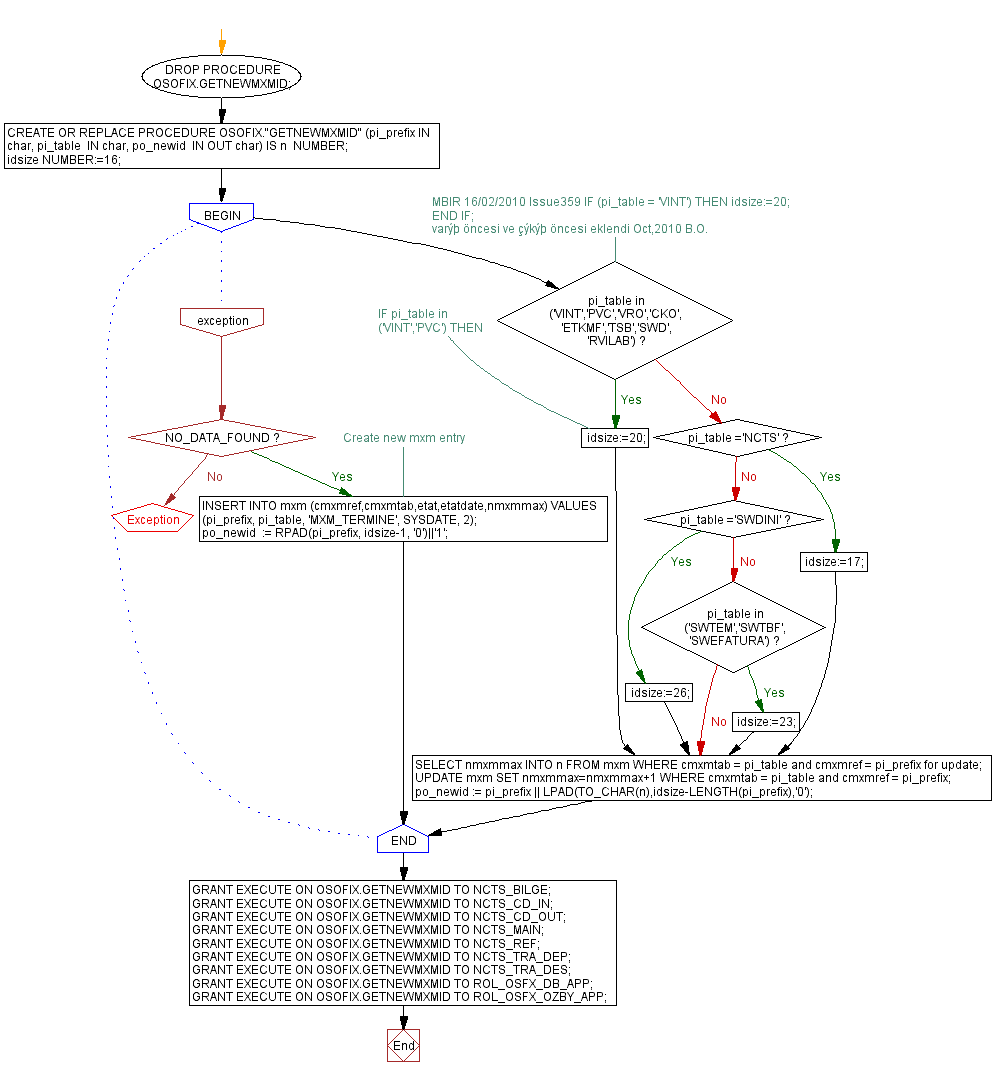 DROP PROCEDURE
OSOFIX.GETNEWMXMID;
CREATE OR REPLACE PROCEDURE OSOFIX."GETNEWMXMID" (pi_prefix IN
char, pi_table  IN char, po_newid  IN OUT char) IS n  NUMBER;
idsize NUMBER:=16;
BEGIN
MBIR 16/02/2010 Issue359 IF (pi_table = 'VINT') THEN idsize:=20;
END IF;
varýþ öncesi ve çýkýþ öncesi eklendi Oct,2010 B.O.
pi_table in
('VINT','PVC','VRO','CKO',
'ETKMF','TSB','SWD',
'RVILAB') ?
exception
IF pi_table in
('VINT','PVC') THEN
Yes
No
NO_DATA_FOUND ?
Create new mxm entry
idsize:=20;
pi_table ='NCTS' ?
No
Yes
No
Yes
Exception
INSERT INTO mxm (cmxmref,cmxmtab,etat,etatdate,nmxmmax) VALUES
(pi_prefix, pi_table, 'MXM_TERMINE', SYSDATE, 2);
po_newid  := RPAD(pi_prefix, idsize-1, '0')||'1';
pi_table ='SWDINI' ?
Yes
No
idsize:=17;
pi_table in
('SWTEM','SWTBF',
'SWEFATURA') ?
idsize:=26;
Yes
No
idsize:=23;
SELECT nmxmmax INTO n FROM mxm WHERE cmxmtab = pi_table and cmxmref = pi_prefix for update;
UPDATE mxm SET nmxmmax=nmxmmax+1 WHERE cmxmtab = pi_table and cmxmref = pi_prefix;
po_newid := pi_prefix || LPAD(TO_CHAR(n),idsize-LENGTH(pi_prefix),'0');
END
GRANT EXECUTE ON OSOFIX.GETNEWMXMID TO NCTS_BILGE;
GRANT EXECUTE ON OSOFIX.GETNEWMXMID TO NCTS_CD_IN;
GRANT EXECUTE ON OSOFIX.GETNEWMXMID TO NCTS_CD_OUT;
GRANT EXECUTE ON OSOFIX.GETNEWMXMID TO NCTS_MAIN;
GRANT EXECUTE ON OSOFIX.GETNEWMXMID TO NCTS_REF;
GRANT EXECUTE ON OSOFIX.GETNEWMXMID TO NCTS_TRA_DEP;
GRANT EXECUTE ON OSOFIX.GETNEWMXMID TO NCTS_TRA_DES;
GRANT EXECUTE ON OSOFIX.GETNEWMXMID TO ROL_OSFX_DB_APP;
GRANT EXECUTE ON OSOFIX.GETNEWMXMID TO ROL_OSFX_OZBY_APP;
End